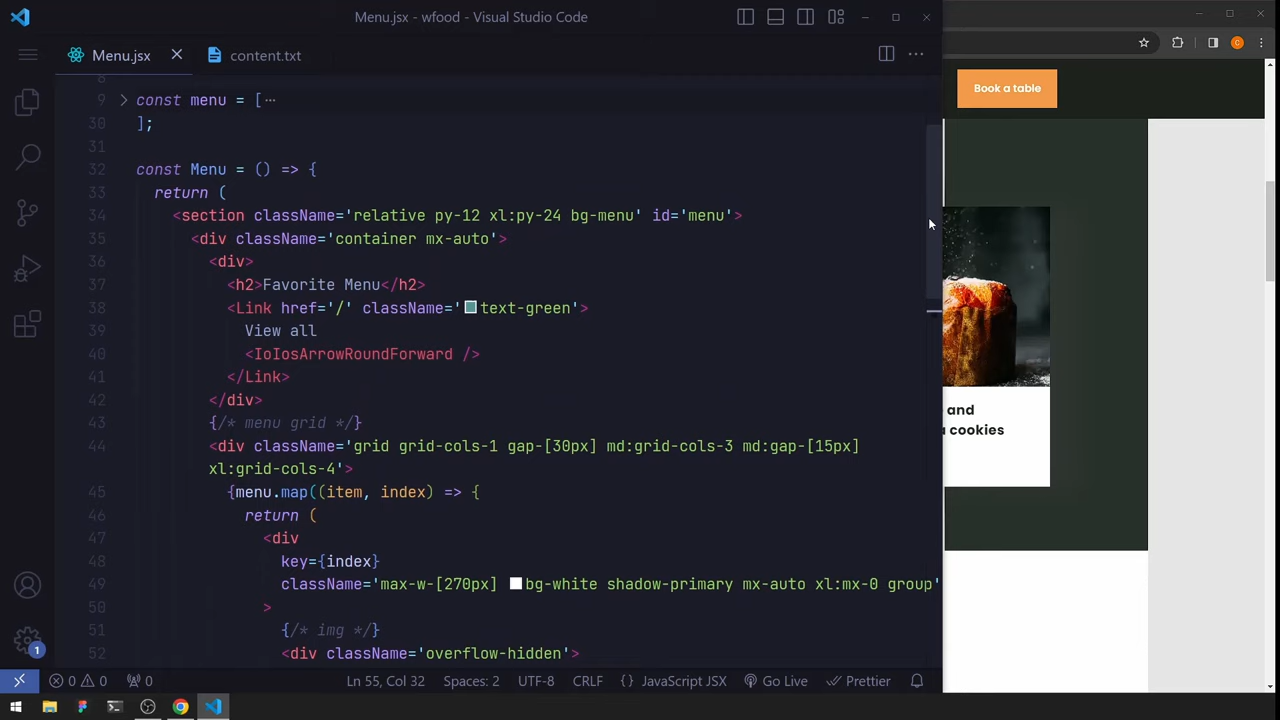 Menu.jsx - wfood - Visual Studio Code
Menu.jsx
content.txt
Book a table
8
9 const menu = [⋯
30 ];
31
32 const Menu = () => {
33 return (
34 <section className='relative py-12 xl:py-24 bg-menu' id='menu'>
35 <div className='container mx-auto'>
36 <div>
37 <h2>Favorite Menu</h2>
38 <Link href='/' className='text-green'>
39 View all
40 <IoIosArrowRoundForward />
41 </Link>
42 </div>
43 {/* menu grid */}
44 <div className='grid grid-cols-1 gap-[30px] md:grid-cols-3 md:gap-[15px]
xl:grid-cols-4'>
45 {menu.map((item, index) => {
46 return (
47 <div
48 key={index}
49 className='max-w-[270px] bg-white shadow-primary mx-auto xl:mx-0 group'
50 >
51 {/* img */}
52 <div className='overflow-hidden'>
and
cookies
1
0 0 0
Ln 55, Col 32
Spaces: 2
UTF-8
CRLF
{} JavaScript JSX
Go Live
Prettier
C